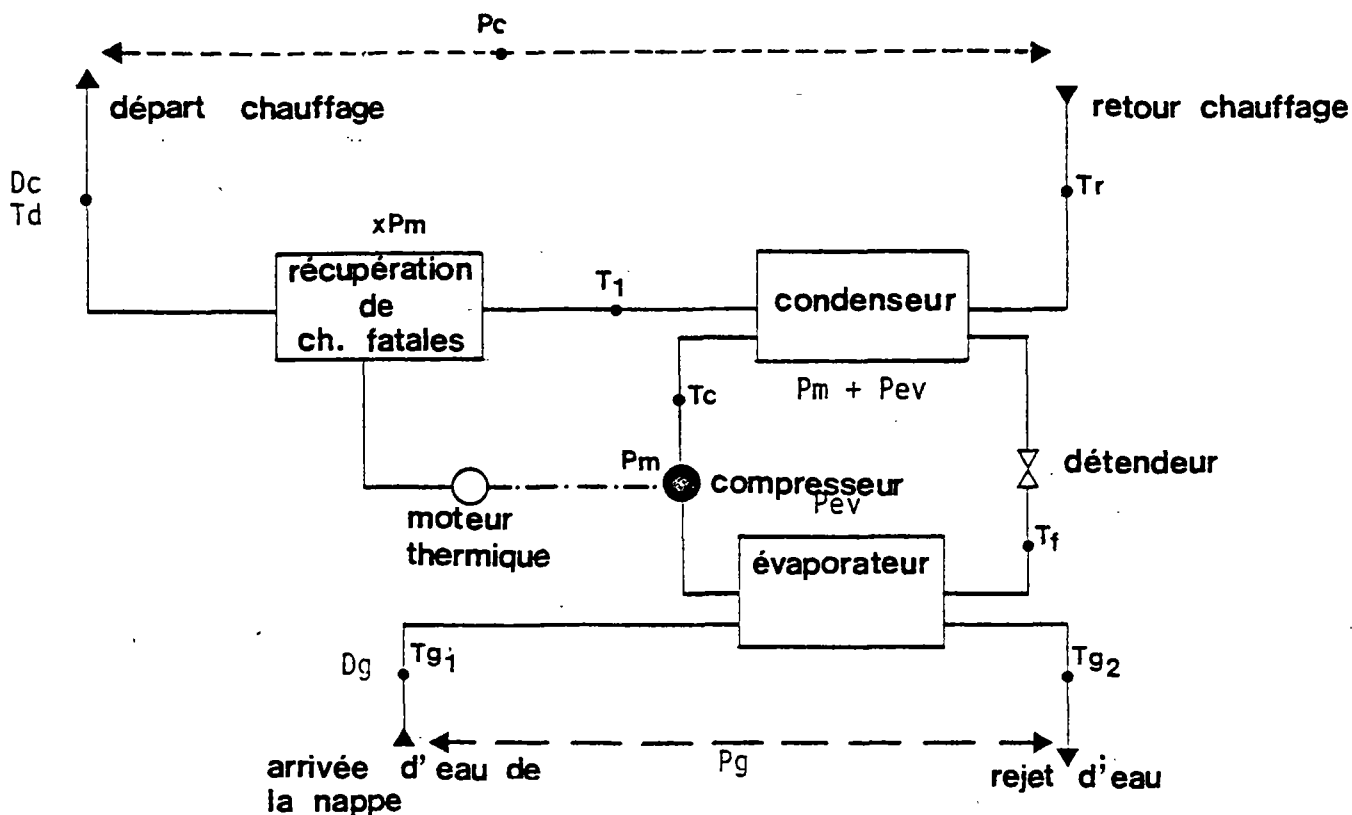 Pc
départ chauffage
retour chauffage
Dc
Td
Tr
xPm
récupération
de
ch. fatales
T1
condenseur
Pm + Pev
Tc
Pm
compresseur
Pev
détendeur
moteur
thermique
Tf
évaporateur
Dg
Tg1
Tg2
Pg
arrivée d'eau de
la nappe
rejet d'eau